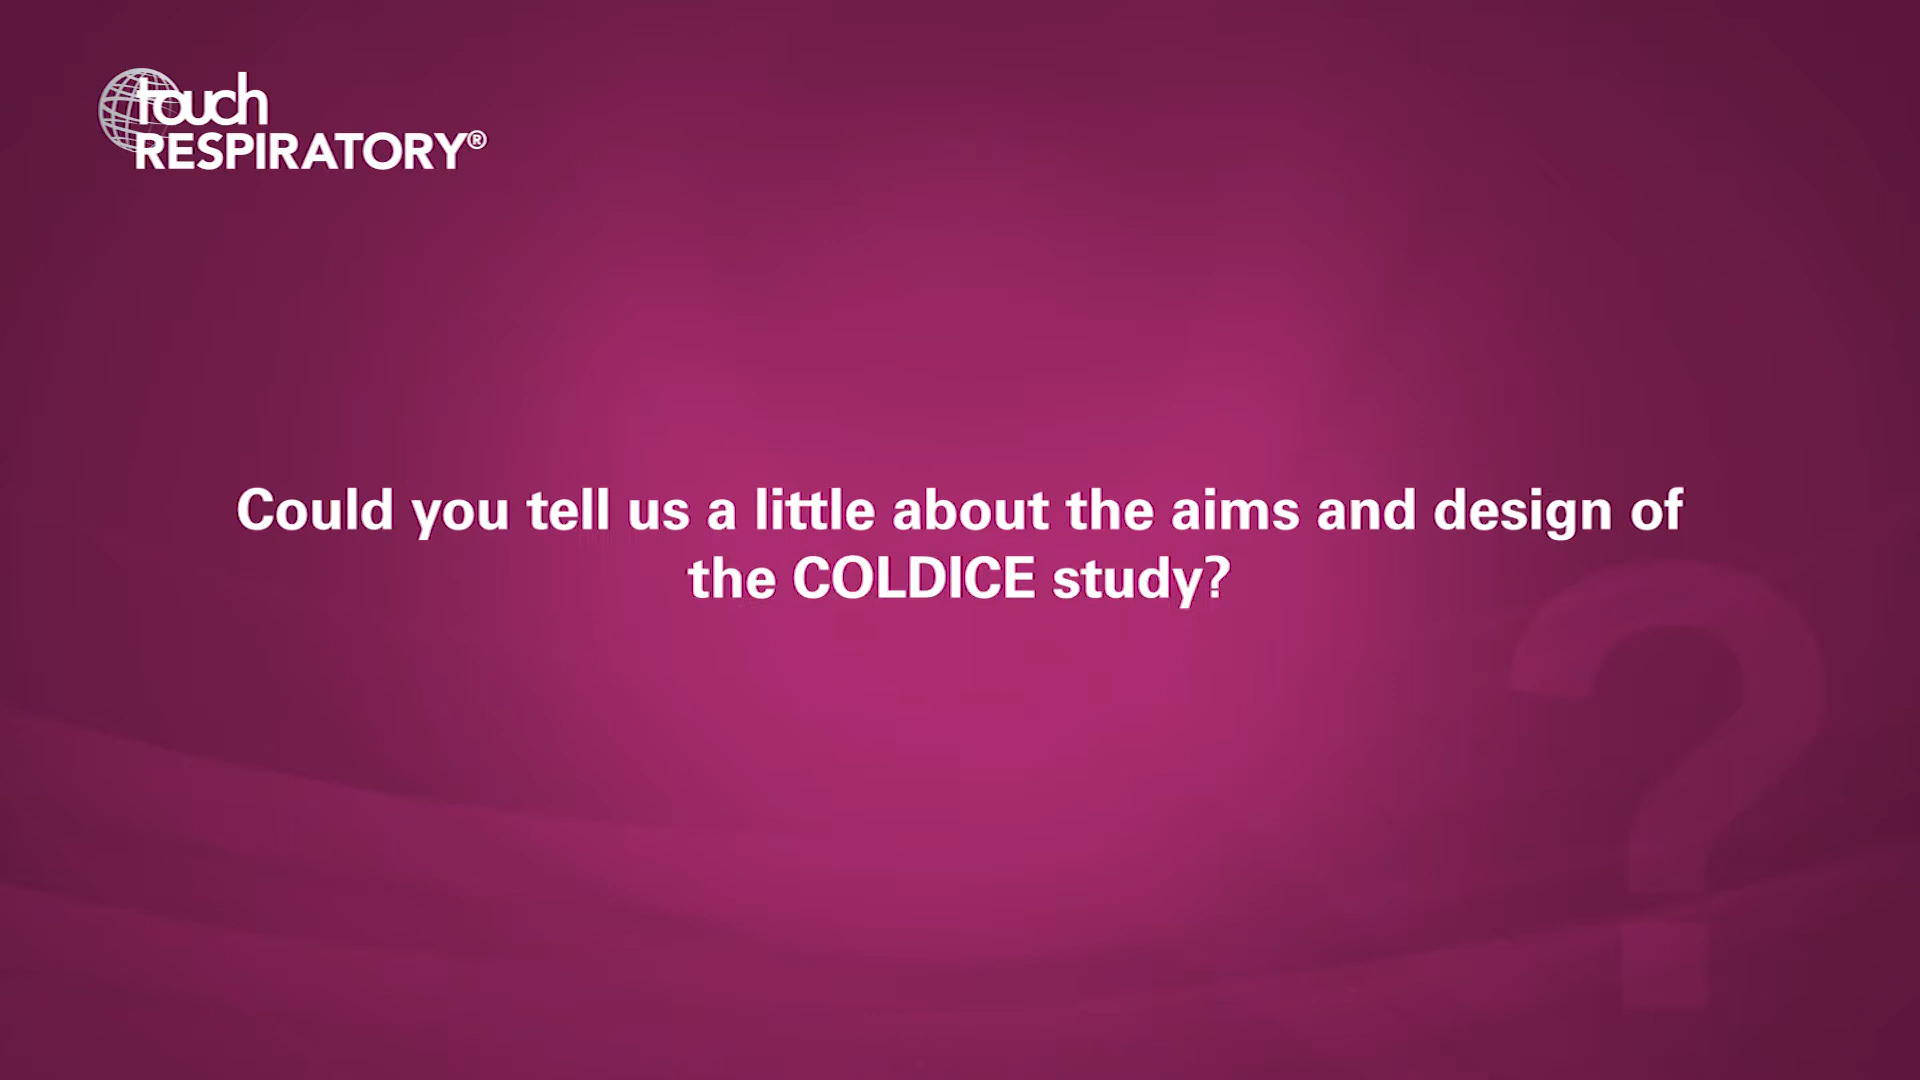 touch
RESPIRATORY®
Could you tell us a little about the aims and design of
the COLDICE study?
?